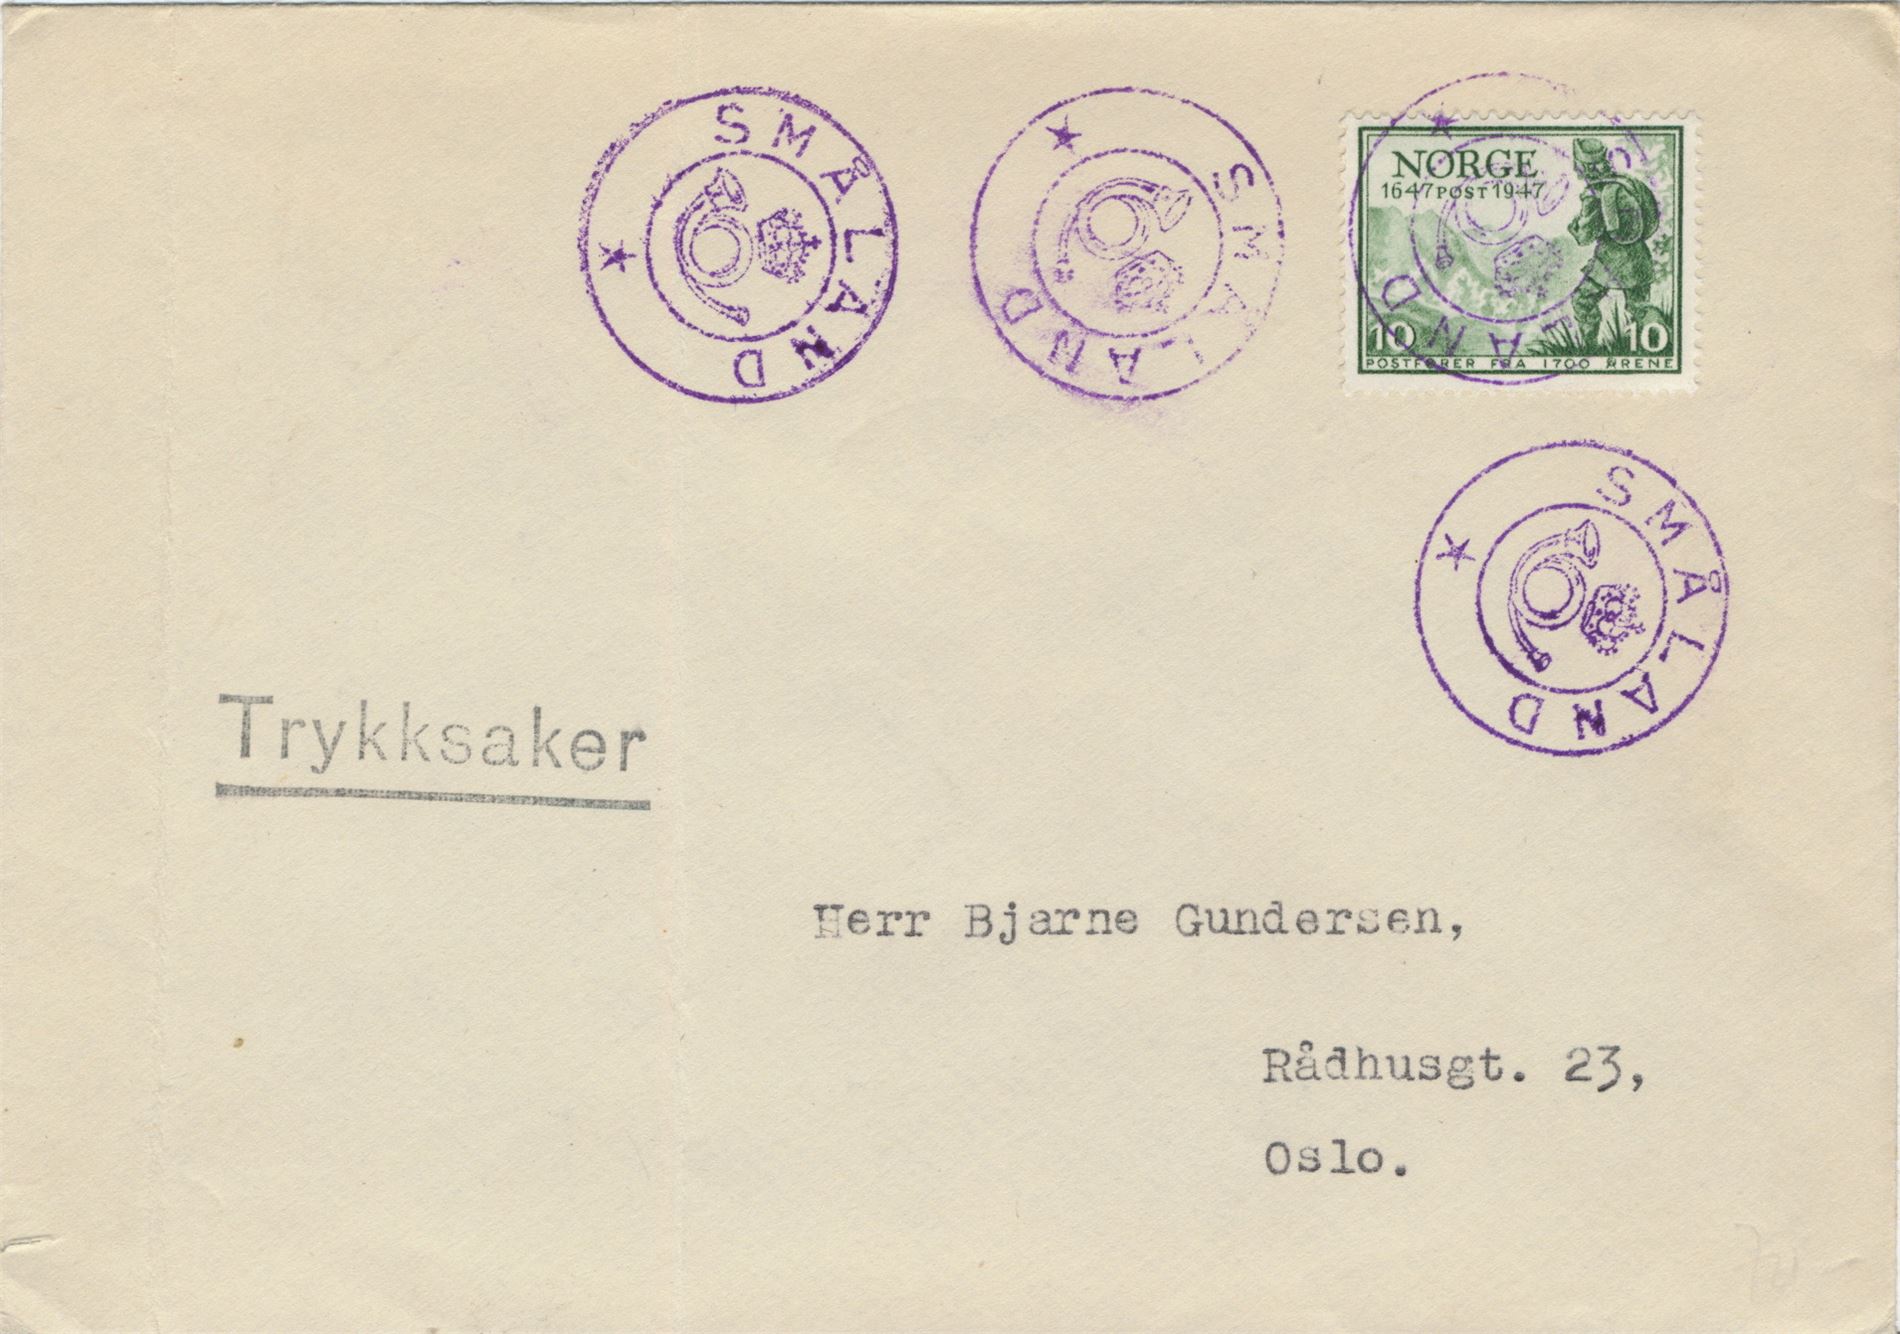 SMÅLAND
SMÅLAND
SMÅLAND
NORGE
1647 POST 1947
10 10
POSTFØRER FRA 1700 ÅRENE
SMÅLAND
Trykksaker
Herr Bjarne Gundersen,
Rådhusgt. 23,
Oslo.